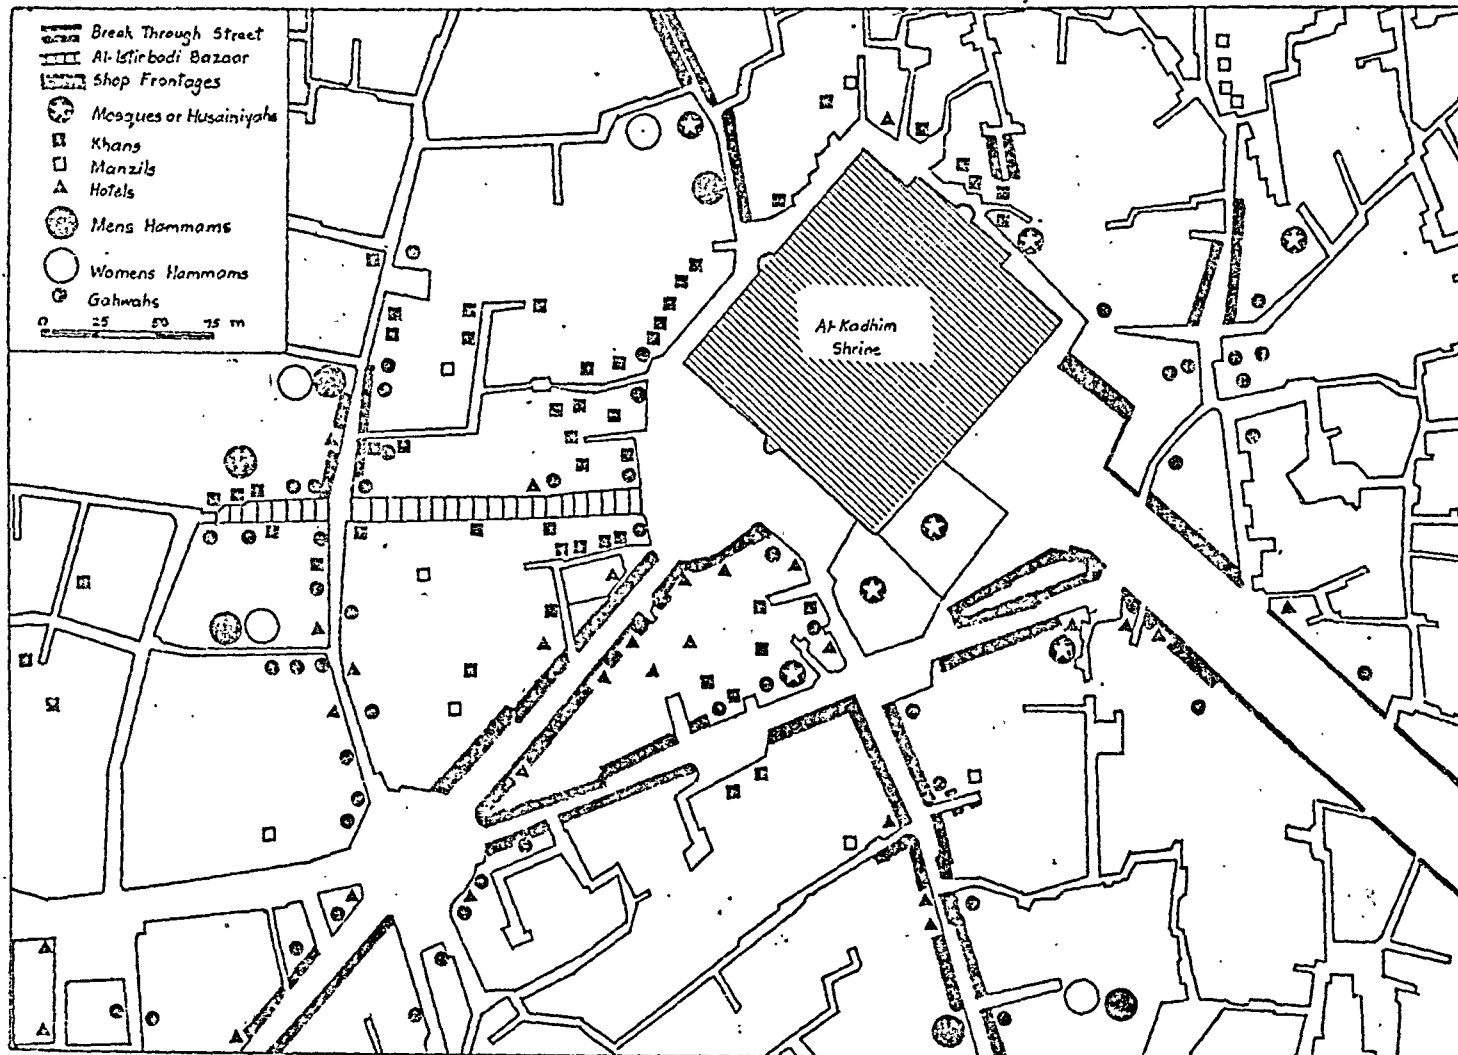 Break Through Street
Al-Istirbadi Bazaar
Shop Frontages
Mosques or Husainiyahs
Khans
Manzils
Hotels
Mens Hammams
Womens Hammams
Gahwahs
0 25 50 75 m
Al-Kadhim
Shrine